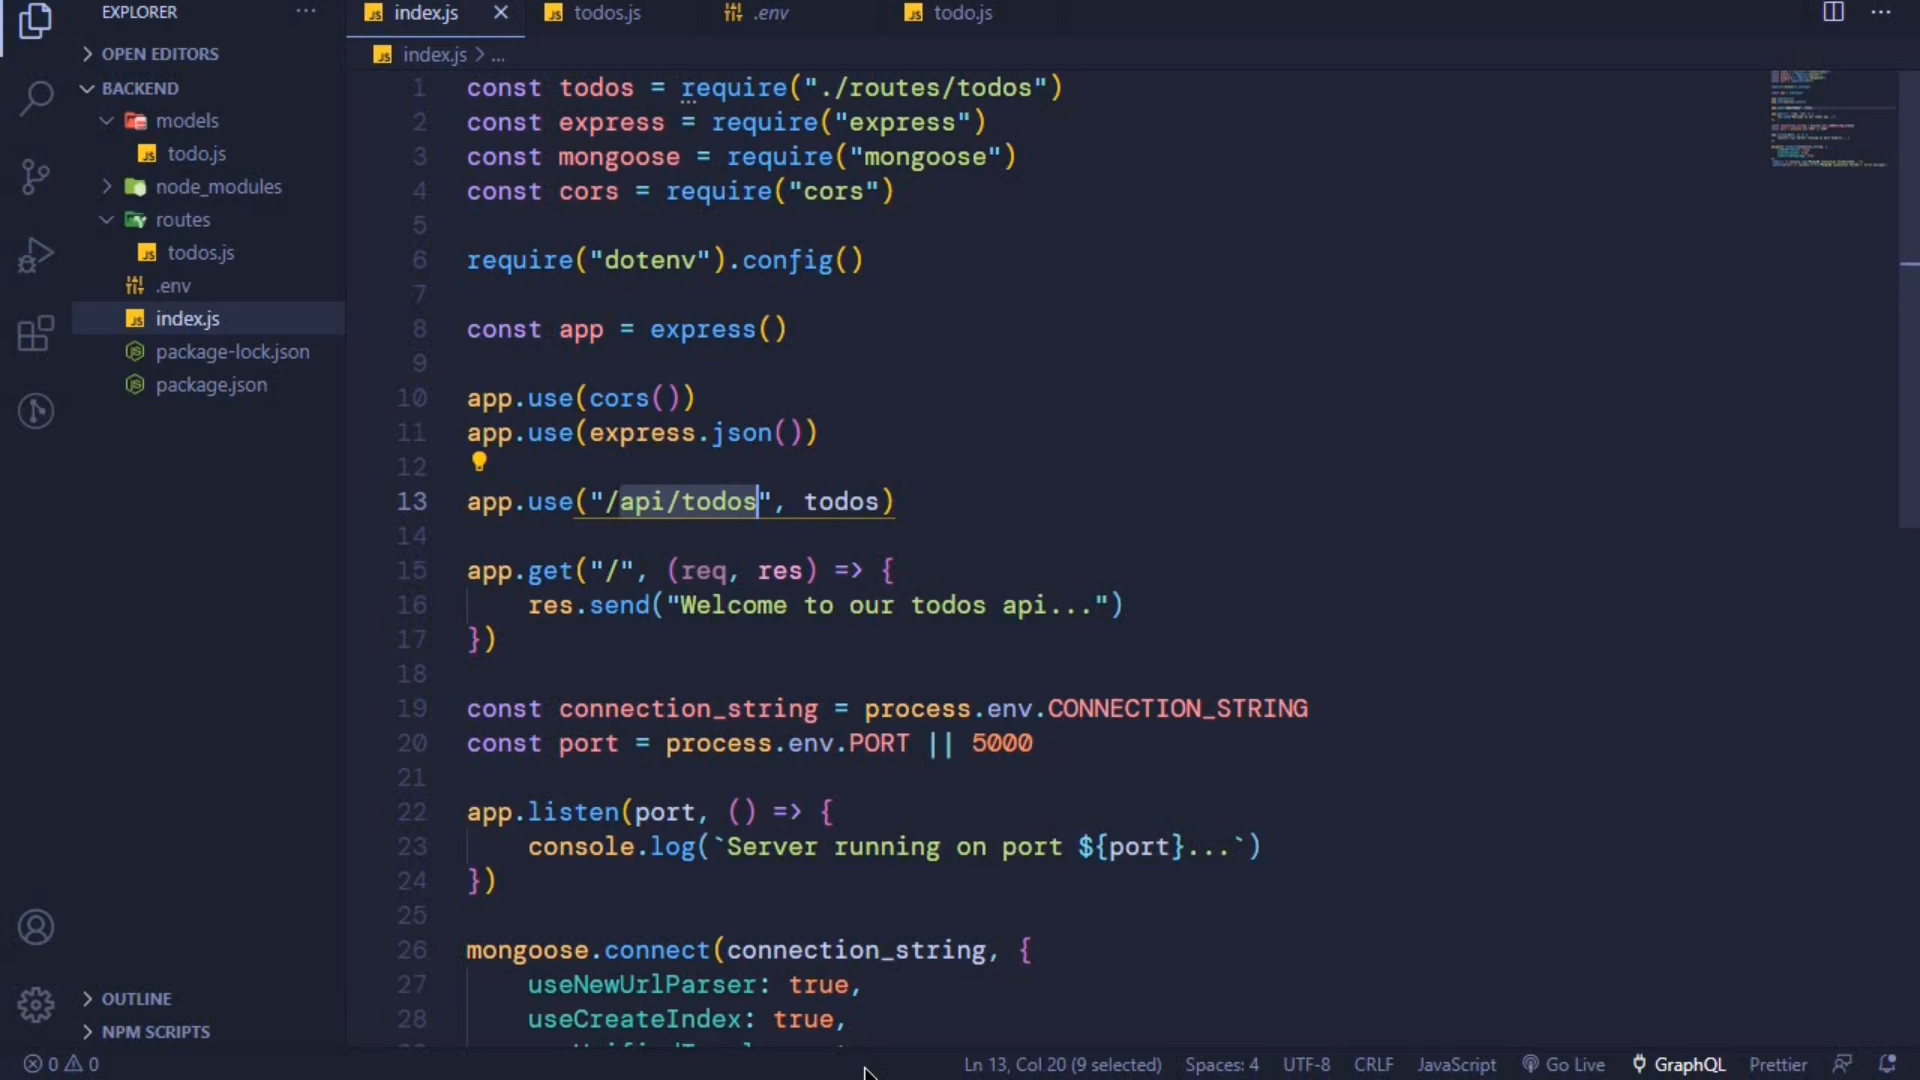 EXPLORER
OPEN EDITORS
BACKEND
models
todo.js
node_modules
routes
todos.js
.env
index.js
package-lock.json
package.json
OUTLINE
NPM SCRIPTS
index.js
todos.js
.env
todo.js
index.js > ...
1 const todos = require("./routes/todos")
2 const express = require("express")
3 const mongoose = require("mongoose")
4 const cors = require("cors")
5
6 require("dotenv").config()
7
8 const app = express()
9
10 app.use(cors())
11 app.use(express.json())
12
13 app.use("/api/todos", todos)
14
15 app.get("/", (req, res) => {
16 res.send("Welcome to our todos api...")
17 })
18
19 const connection_string = process.env.CONNECTION_STRING
20 const port = process.env.PORT || 5000
21
22 app.listen(port, () => {
23 console.log(`Server running on port ${port}...`)
24 })
25
26 mongoose.connect(connection_string, {
27 useNewUrlParser: true,
28 useCreateIndex: true,
0 0 Ln 13, Col 20 (9 selected) Spaces: 4 UTF-8 CRLF JavaScript Go Live GraphQL Prettier